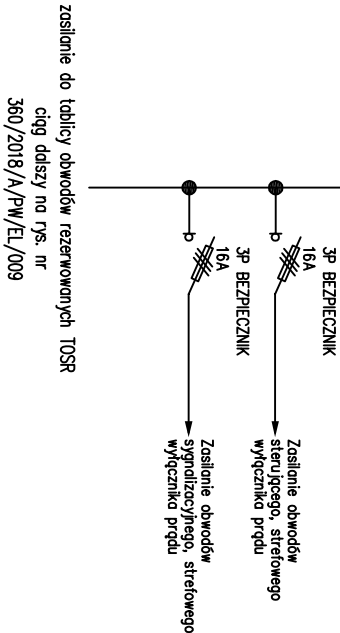 3P BEZPIECZNIK
16A
Zasilanie obwodów
sterującego, strefowego
wyłącznika prądu
3P BEZPIECZNIK
16A
Zasilanie obwodów
sygnalizacyjnego, strefowego
wyłącznika prądu
zasilanie do tablicy obwodów rezerwowanych TOSR
ciąg dalszy na rys. nr
360/2018/A/PW/EL/009